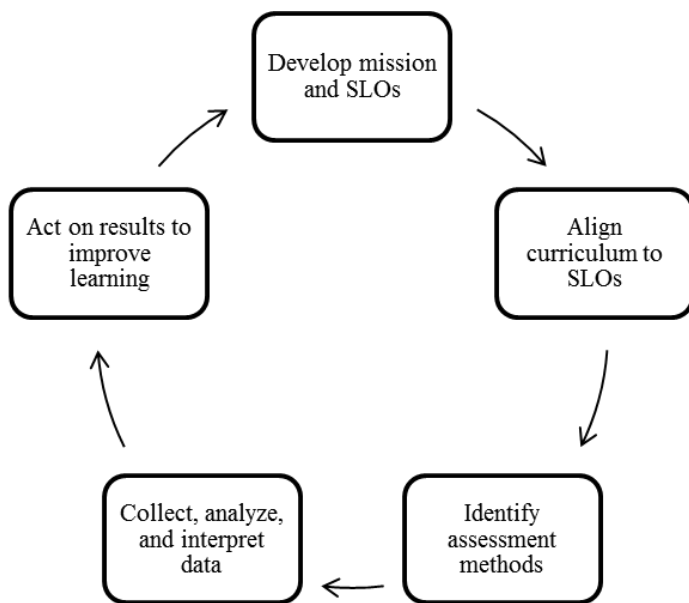 Develop mission
and SLOs
Align
curriculum to
SLOs
Identify
assessment
methods
Collect, analyze,
and interpret
data
Act on results to
improve
learning